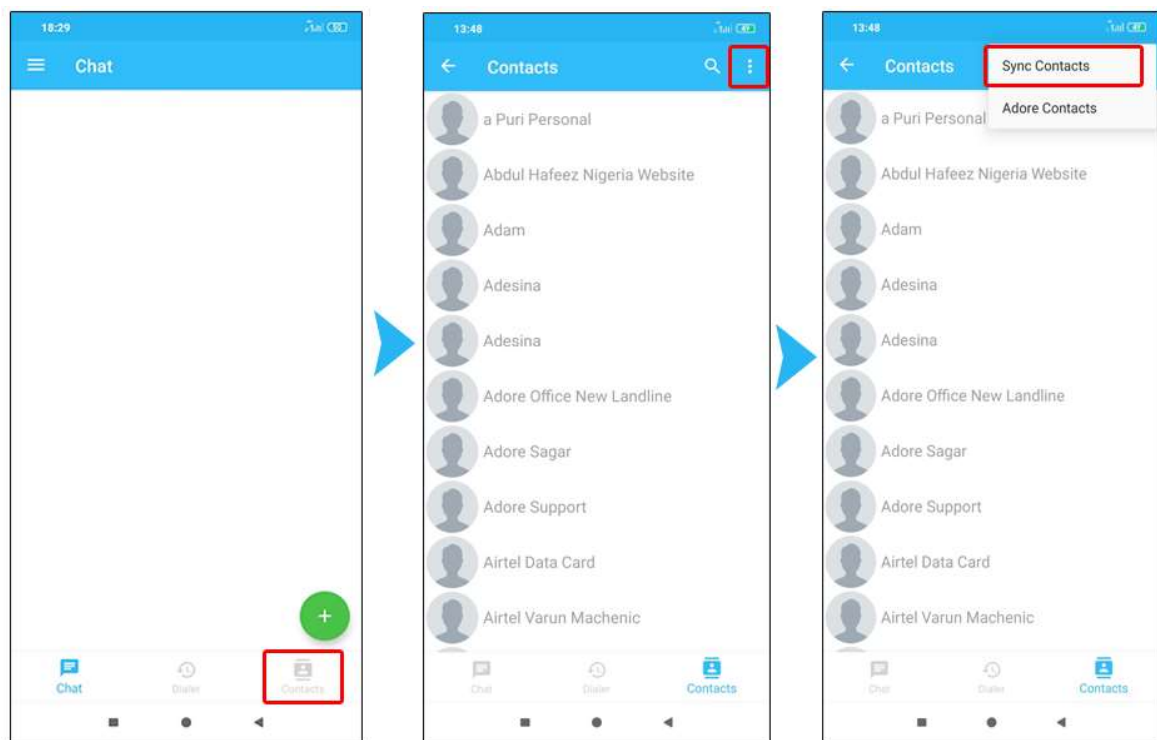 18:29
Chat
Chat
Dialer
Contacts
13:48
Contacts
a Puri Personal
Abdul Hafeez Nigeria Website
Adam
Adesina
Adesina
Adore Office New Landline
Adore Sagar
Adore Support
Airtel Data Card
Airtel Varun Machenic
Chat
Dialer
Contacts
13:48
Contacts
Sync Contacts
Adore Contacts
a Puri Personal
Abdul Hafeez Nigeria Website
Adam
Adesina
Adesina
Adore Office New Landline
Adore Sagar
Adore Support
Airtel Data Card
Airtel Varun Machenic
Chat
Dialer
Contacts